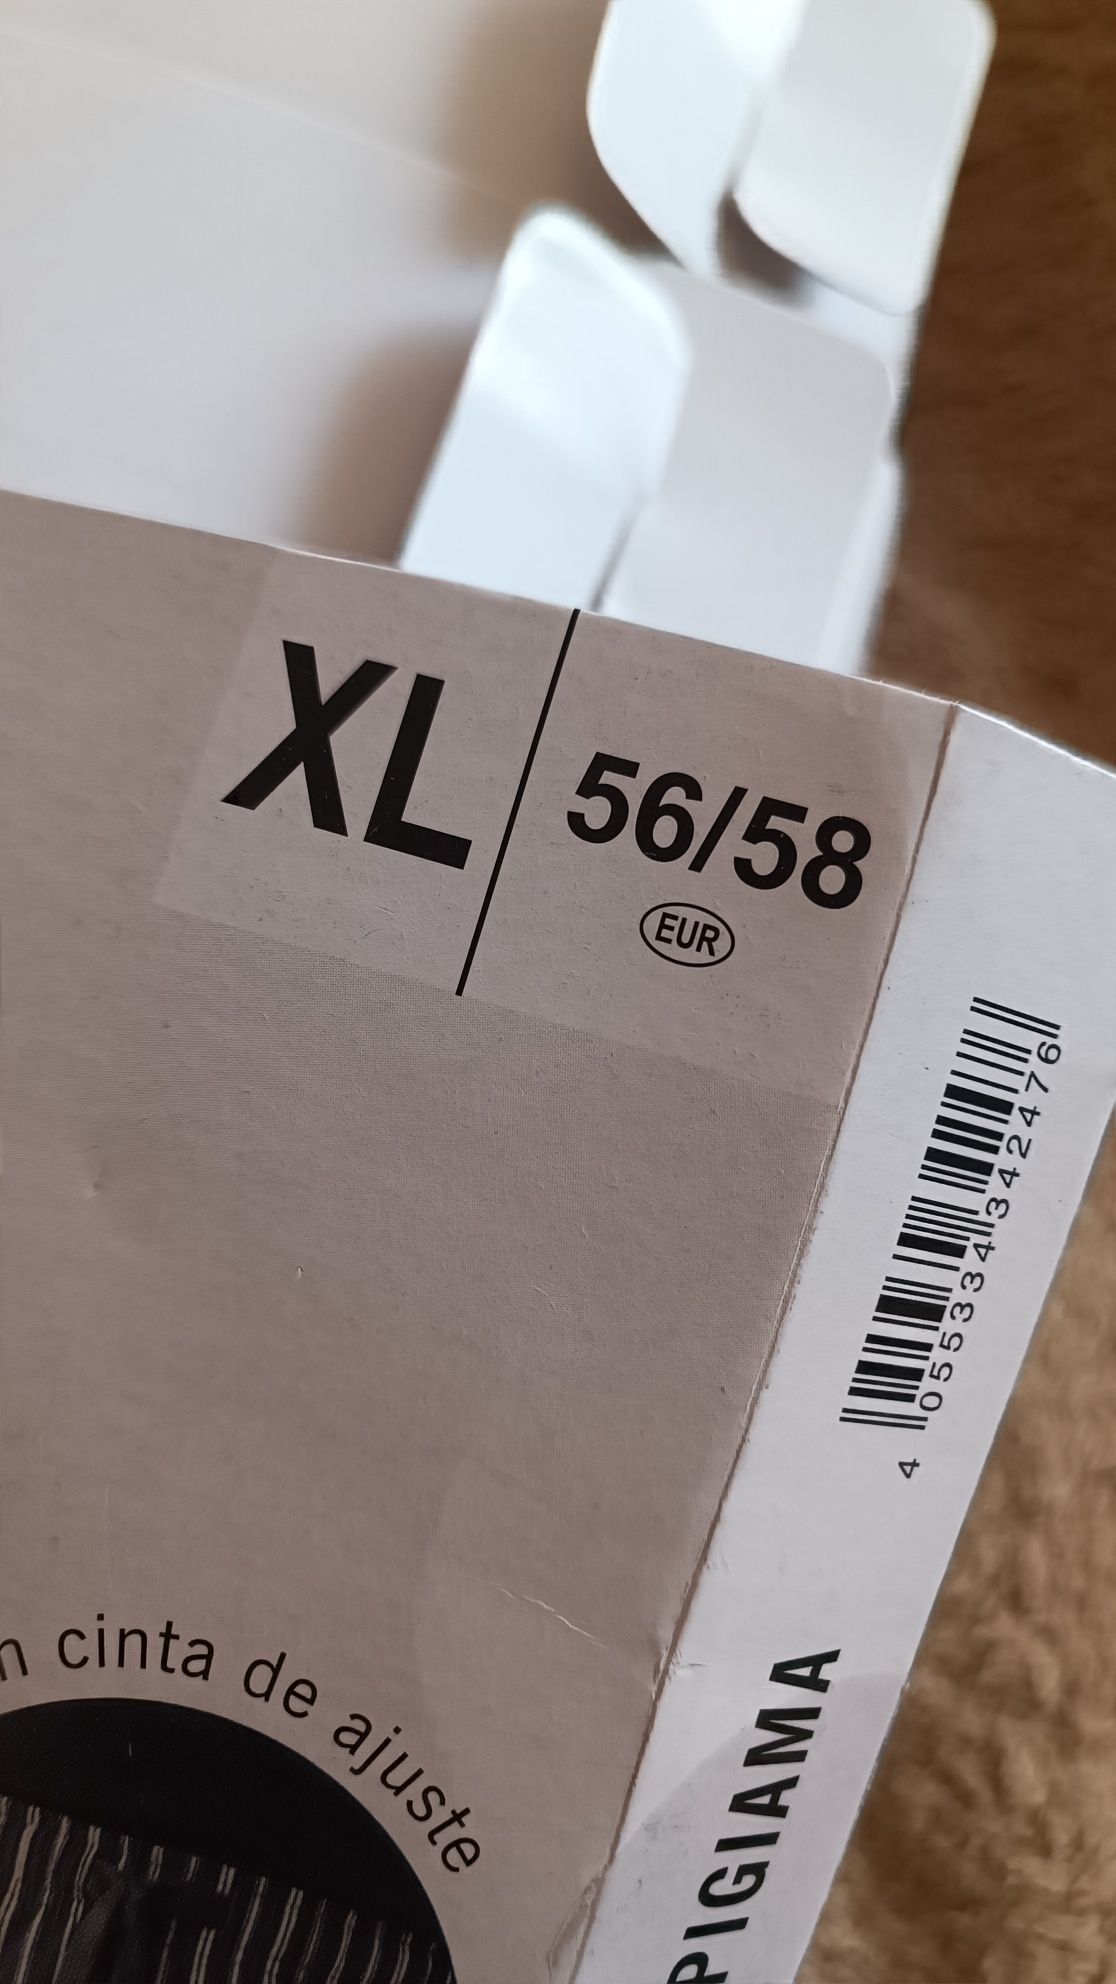 XL
56/58
EUR
4 055334 342476
cinta de ajuste
PIGIAMA